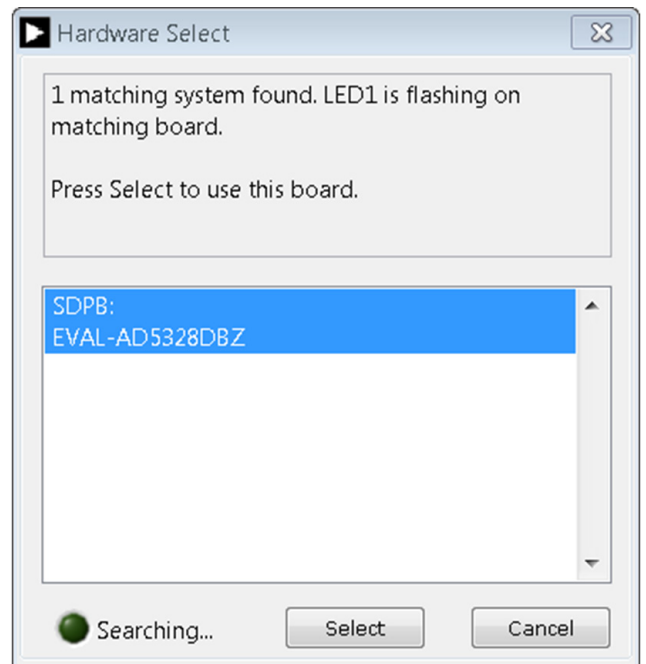 Hardware Select
1 matching system found. LED1 is flashing on
matching board.
Press Select to use this board.
SDPB:
EVAL-AD5328DBZ
Searching...
Select
Cancel